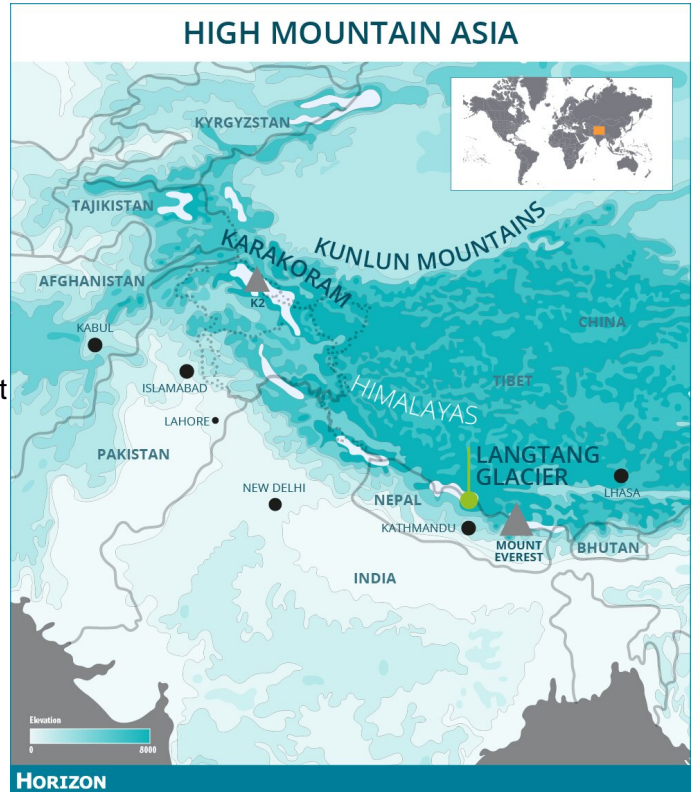 HIGH MOUNTAIN ASIA
KYRGYZSTAN
TAJIKISTAN
KUNLUN MOUNTAINS
KARAKORAM
AFGHANISTAN
K2
CHINA
KABUL
ISLAMABAD
t
TIBET
HIMALAYAS
LAHORE
PAKISTAN
LANGTANG
GLACIER
NEW DELHI
NEPAL
LHASA
KATHMANDU
MOUNT
EVEREST
BHUTAN
INDIA
Elevation
0 8000
HORIZON